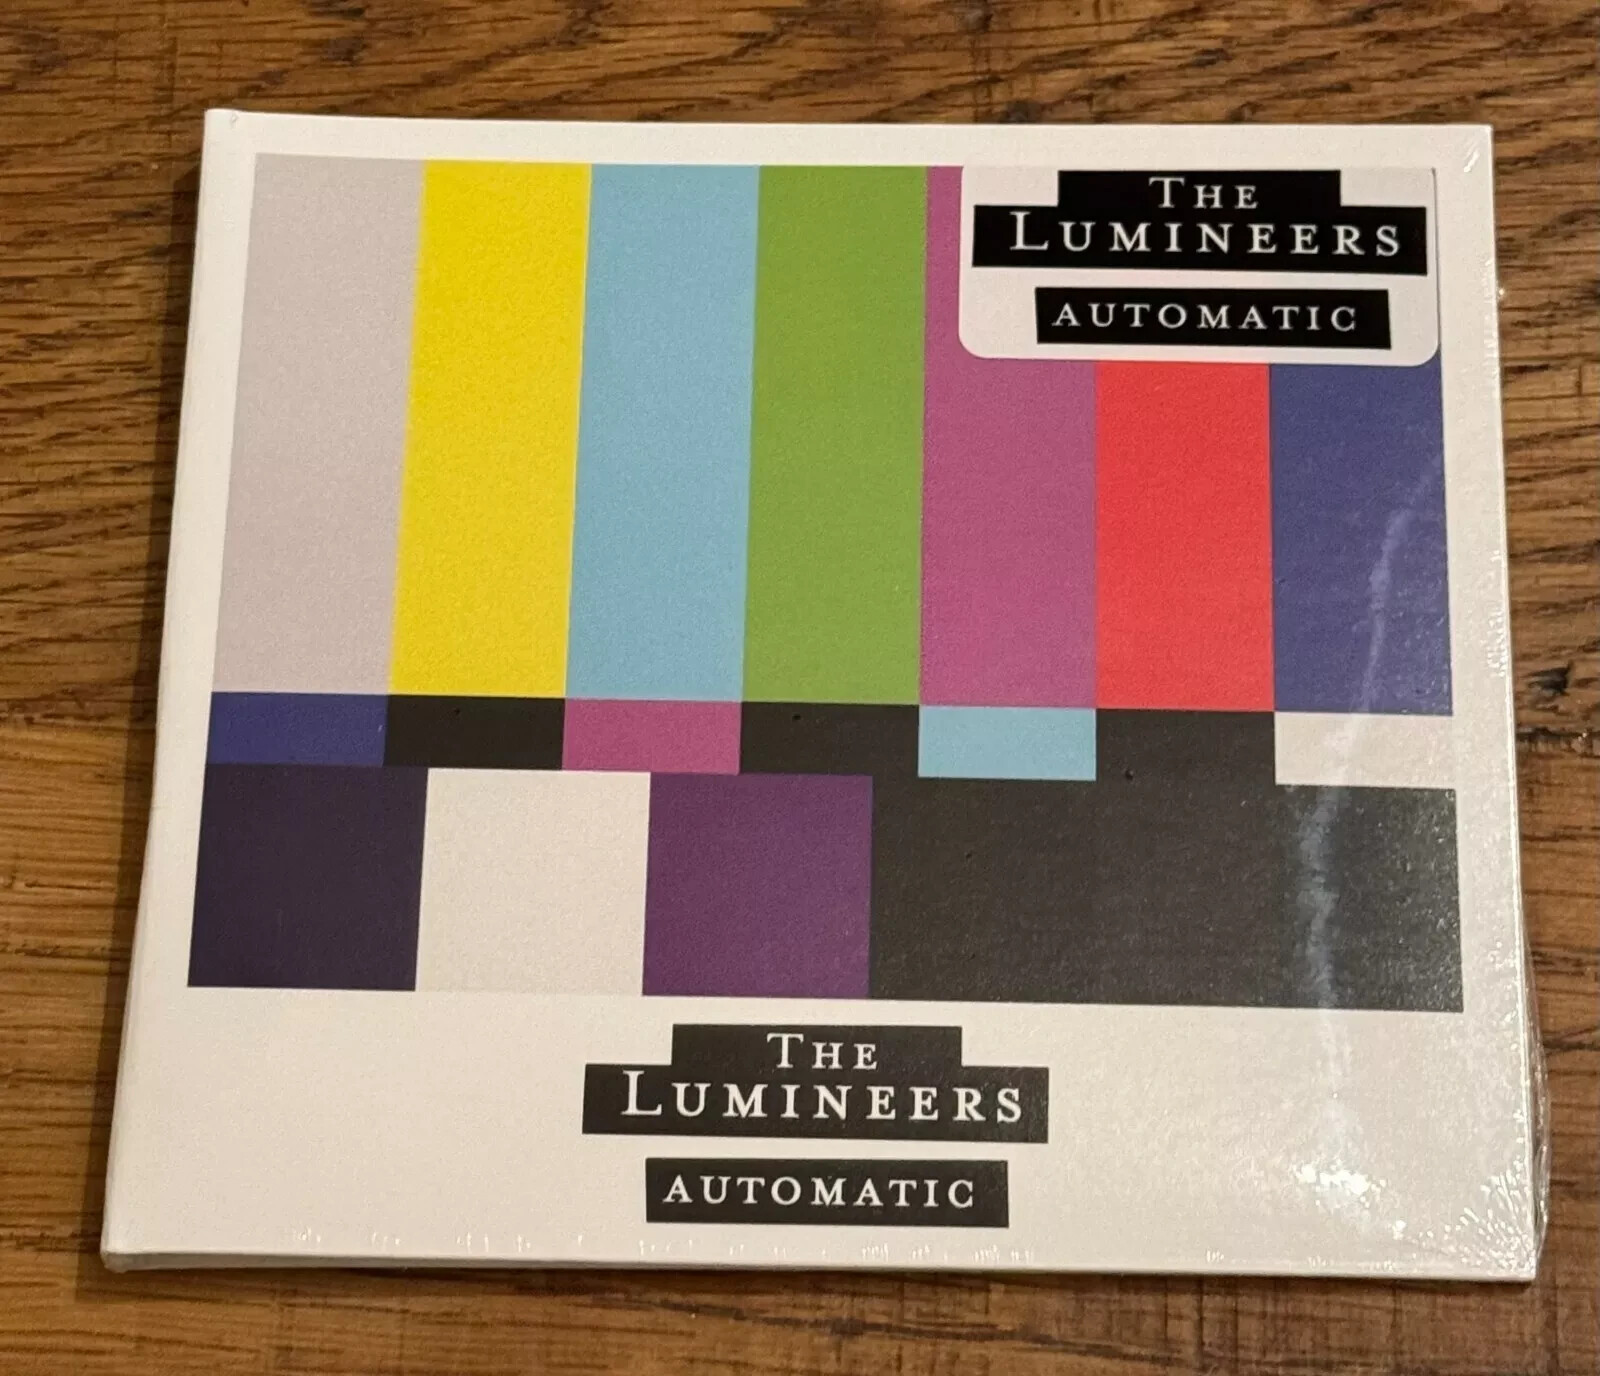 The
Lumineers
AUTOMATIC
The
Lumineers
AUTOMATIC